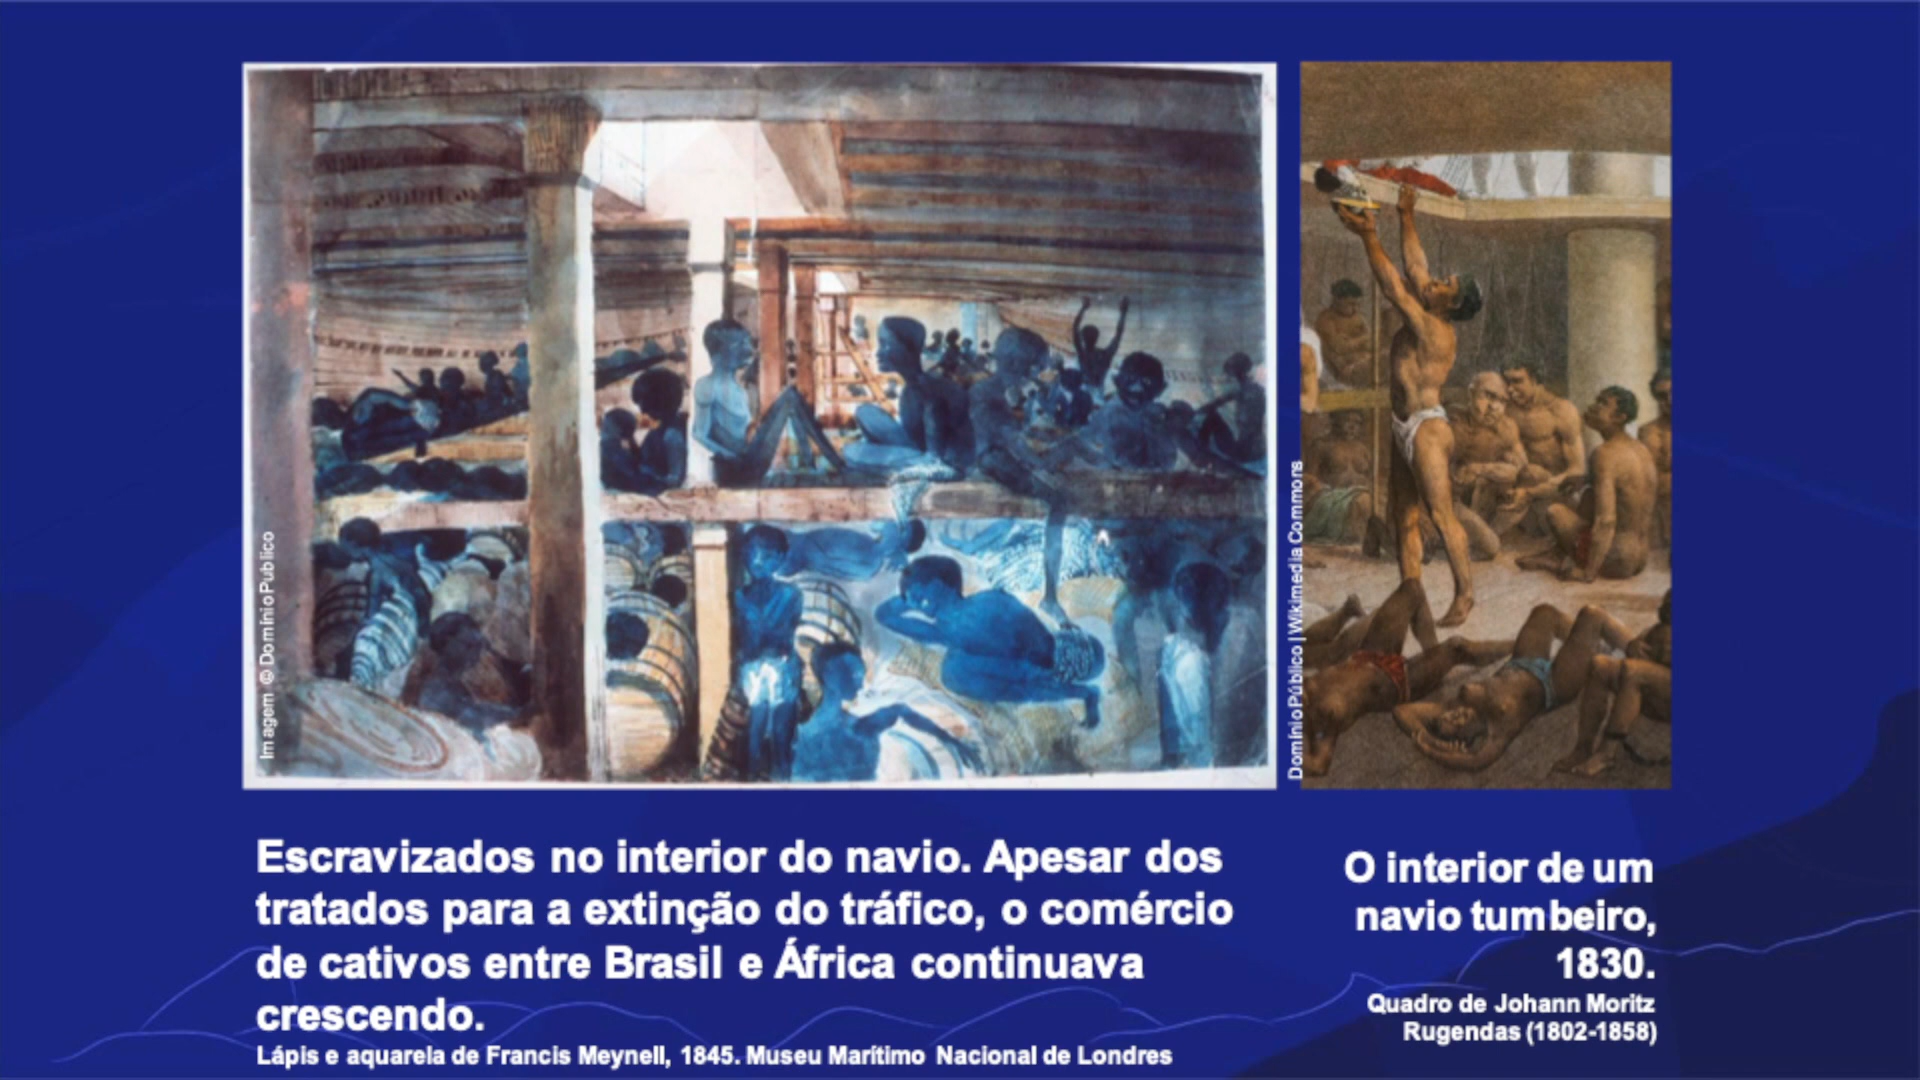 Imagem © Domínio Público
Domínio Público | Wikimedia Commons
Escravizados no interior do navio. Apesar dos
tratados para a extinção do tráfico, o comércio
de cativos entre Brasil e África continuava
crescendo.
Lápis e aquarela de Francis Meynell, 1845. Museu Marítimo Nacional de Londres
O interior de um
navio tumbeiro,
1830.
Quadro de Johann Moritz
Rugendas (1802-1858)